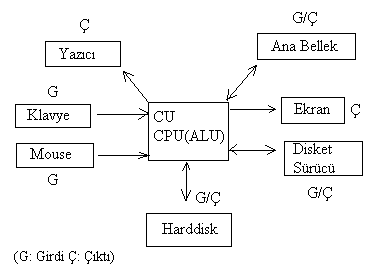 G/Ç
Ç
Yazıcı
Ana Bellek
G
Klavye
CU
CPU(ALU)
Ekran
Ç
Mouse
G
Disket
Sürücü
G/Ç
G/Ç
Harddisk
(G: Girdi Ç: Çıktı)